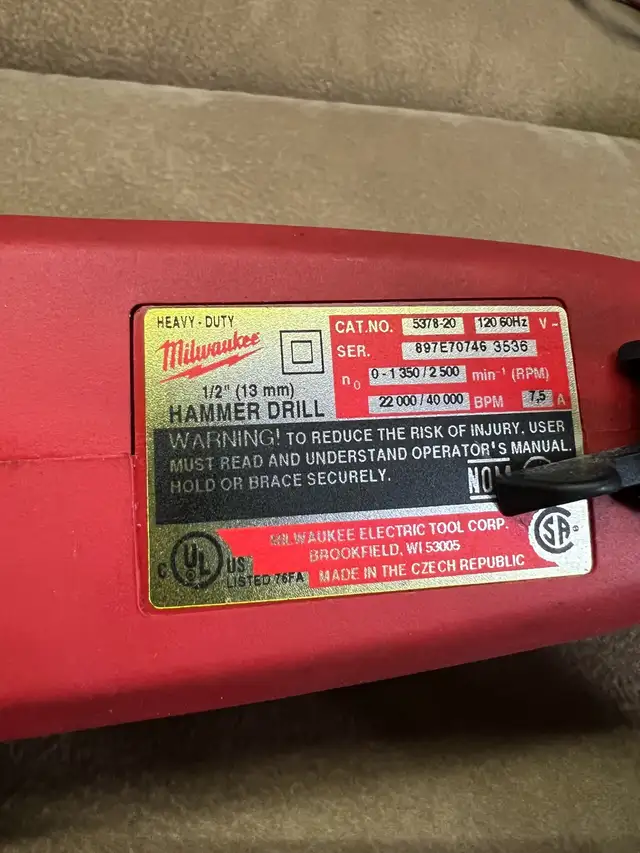 HEAVY - DUTY
Milwaukee
1/2" (13 mm)
HAMMER DRILL
CAT.NO. 5378-20 120 60Hz V~
SER. 897E70746 3536
n₀ 0 - 1 350 / 2 500 min⁻¹ (RPM)
22 000 / 40 000 BPM 7,5 A
WARNING! TO REDUCE THE RISK OF INJURY. USER
MUST READ AND UNDERSTAND OPERATOR'S MANUAL.
HOLD OR BRACE SECURELY.
NOM
C UL US
LISTED 76FA
MILWAUKEE ELECTRIC TOOL CORP.
BROOKFIELD, WI 53005
MADE IN THE CZECH REPUBLIC
SA